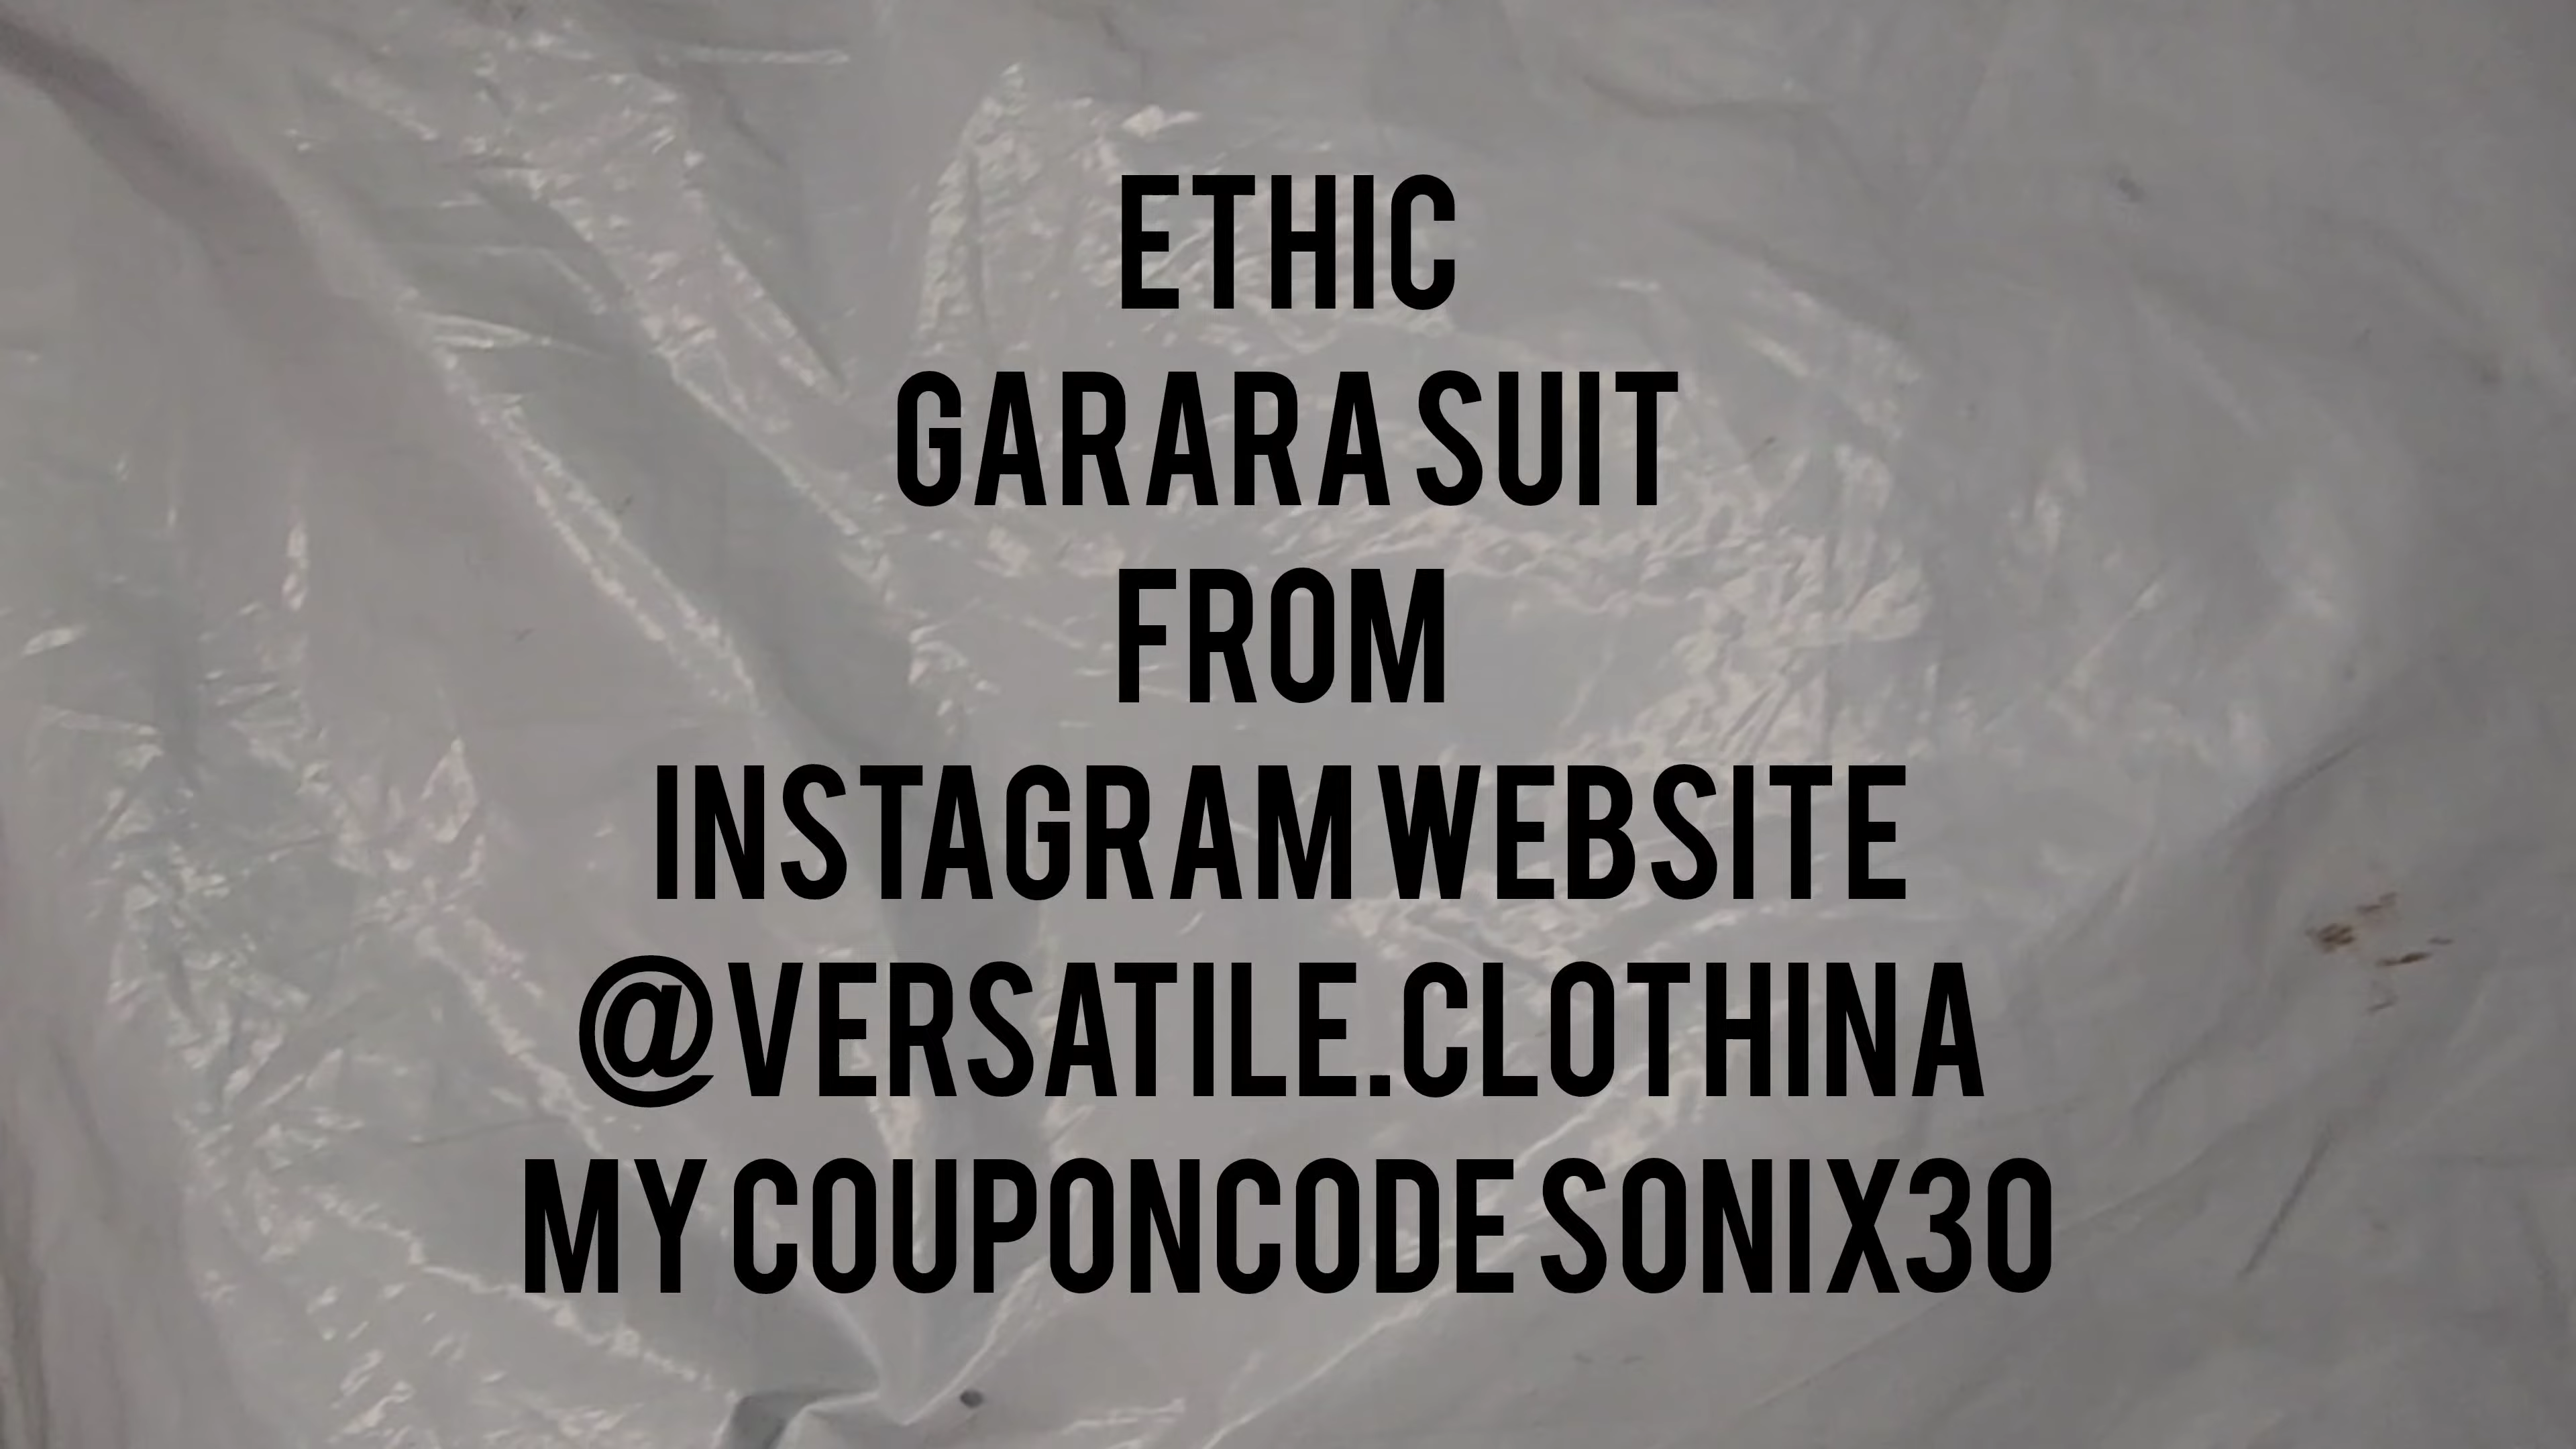 ETHIC
GARARA SUIT
FROM
INSTAGRAM WEBSITE
@VERSATILE.CLOTHINA
MY COUPONCODE SONIX30